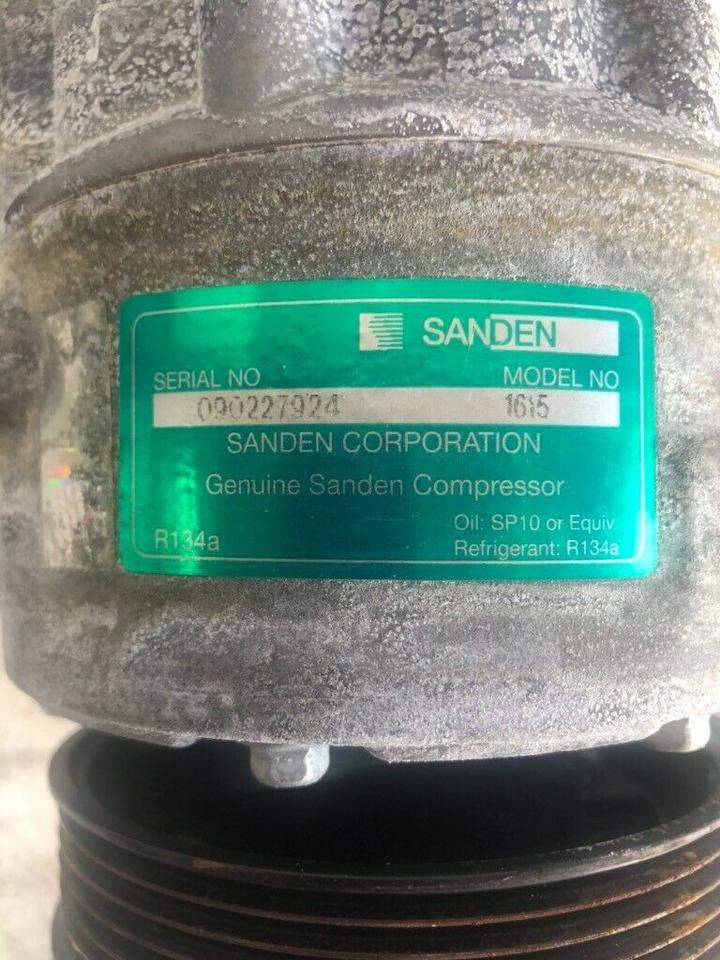 SANDEN
SERIAL NO MODEL NO
090227924 1615
SANDEN CORPORATION
Genuine Sanden Compressor
Oil: SP10 or Equiv.
R134a Refrigerant: R134a